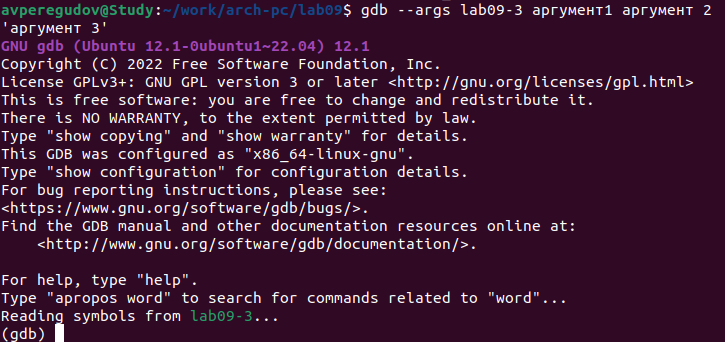 avperegudov@Study:~/work/arch-pc/lab09$ gdb --args lab09-3 аргумент1 аргумент 2
'аргумент 3'
GNU gdb (Ubuntu 12.1-0ubuntu1~22.04) 12.1
Copyright (C) 2022 Free Software Foundation, Inc.
License GPLv3+: GNU GPL version 3 or later <http://gnu.org/licenses/gpl.html>
This is free software: you are free to change and redistribute it.
There is NO WARRANTY, to the extent permitted by law.
Type "show copying" and "show warranty" for details.
This GDB was configured as "x86_64-linux-gnu".
Type "show configuration" for configuration details.
For bug reporting instructions, please see:
<https://www.gnu.org/software/gdb/bugs/>.
Find the GDB manual and other documentation resources online at:
    <http://www.gnu.org/software/gdb/documentation/>.

For help, type "help".
Type "apropos word" to search for commands related to "word"...
Reading symbols from lab09-3...
(gdb)